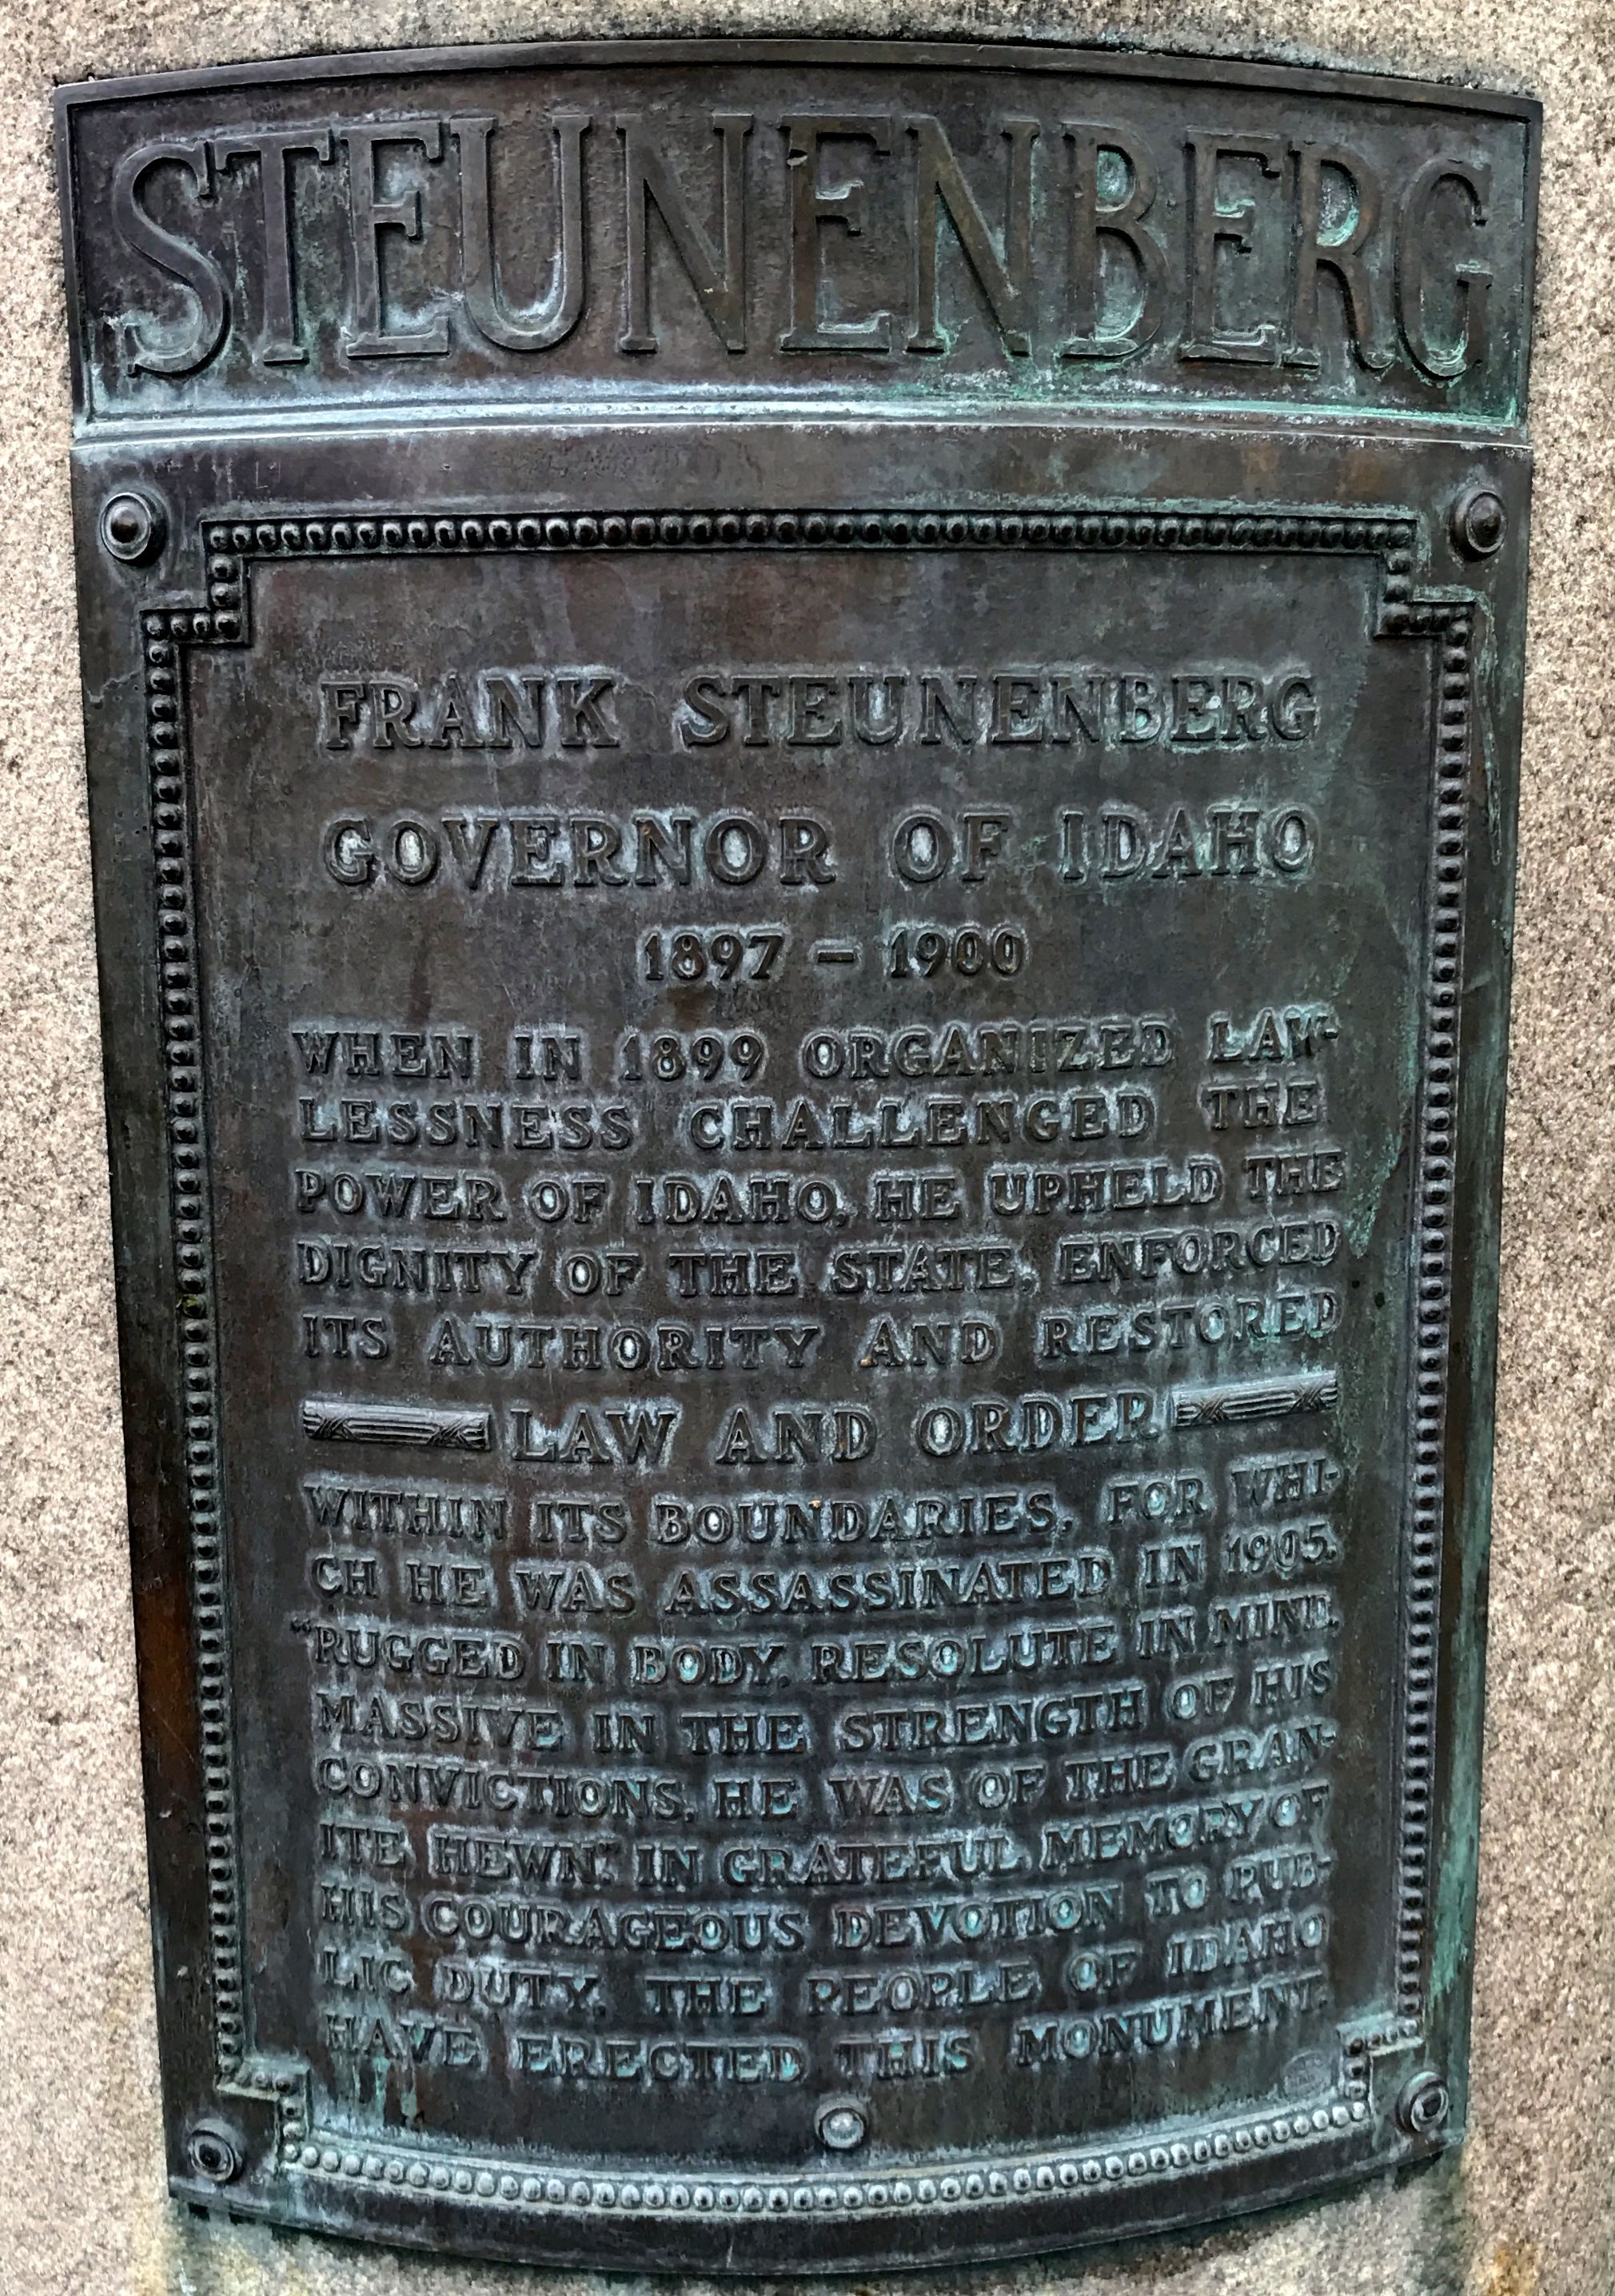 STEUNENBERG
FRANK STEUNENBERG
GOVERNOR OF IDAHO
1897 - 1900
WHEN IN 1899 ORGANIZED LAW-
LESSNESS CHALLENGED THE
POWER OF IDAHO, HE UPHELD THE
DIGNITY OF THE STATE, ENFORCED
ITS AUTHORITY AND RESTORED
LAW AND ORDER
WITHIN ITS BOUNDARIES, FOR WHI-
CH HE WAS ASSASSINATED IN 1905.
"RUGGED IN BODY, RESOLUTE IN MIND,
MASSIVE IN THE STRENGTH OF HIS
CONVICTIONS, HE WAS OF THE GRAN-
ITE HEWN." IN GRATEFUL MEMORY OF
HIS COURAGEOUS DEVOTION TO PUB-
LIC DUTY, THE PEOPLE OF IDAHO
HAVE ERECTED THIS MONUMENT.